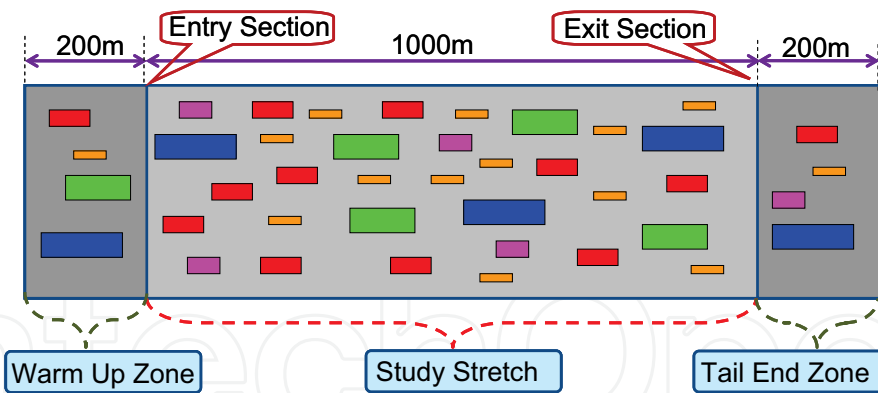 Entry Section
Exit Section
200m
1000m
200m
Warm Up Zone
Study Stretch
Tail End Zone